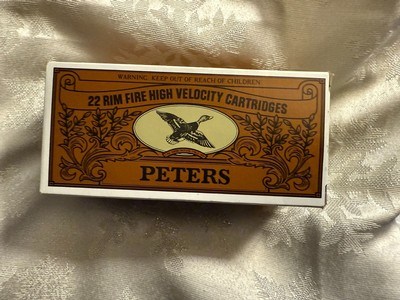 WARNING: KEEP OUT OF REACH OF CHILDREN
22 RIM FIRE HIGH VELOCITY CARTRIDGES
PETERS